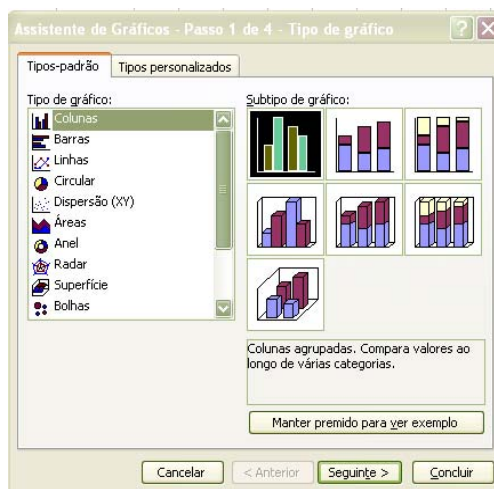 Assistente de Gráficos - Passo 1 de 4 - Tipo de gráfico
Tipos-padrão
Tipos personalizados
Tipo de gráfico:
Colunas
Barras
Linhas
Circular
Dispersão (XY)
Áreas
Anel
Radar
Superfície
Bolhas
Subtipo de gráfico:
Colunas agrupadas. Compara valores ao
longo de várias categorias.
Manter premido para ver exemplo
Cancelar
< Anterior
Seguinte >
Concluir